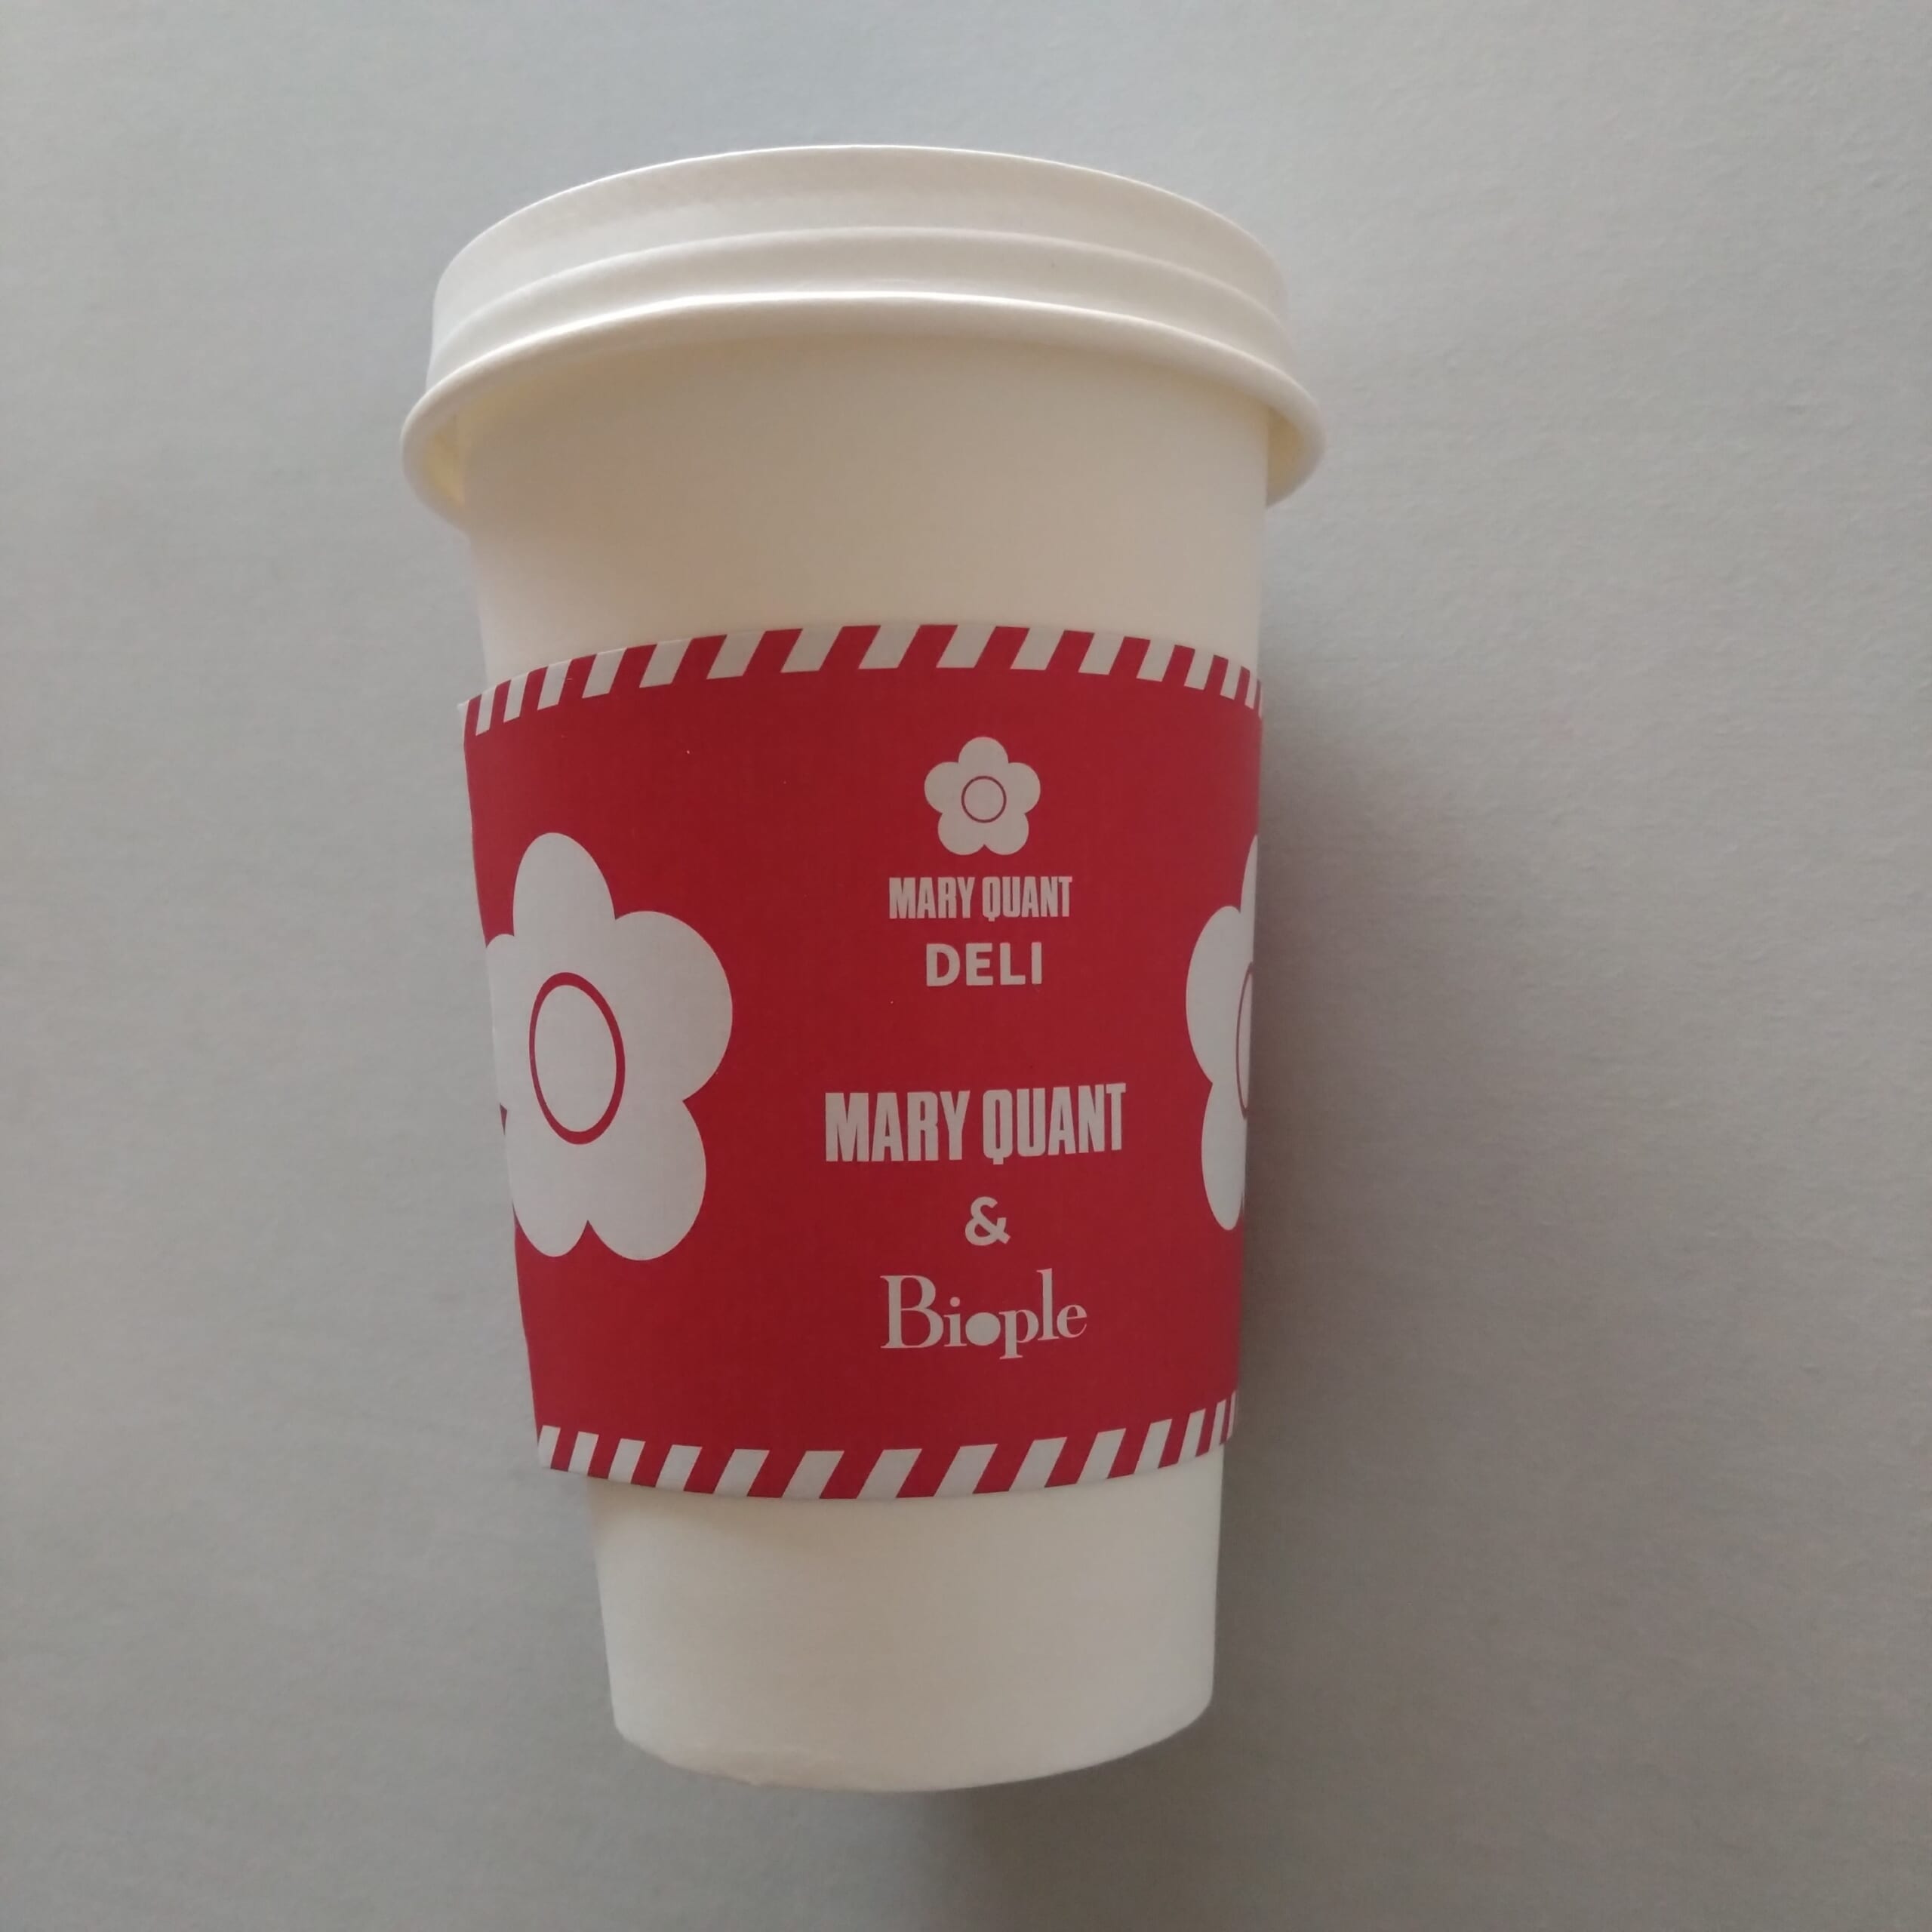 MARY QUANT
DELI
MARY QUANT
&
Biople